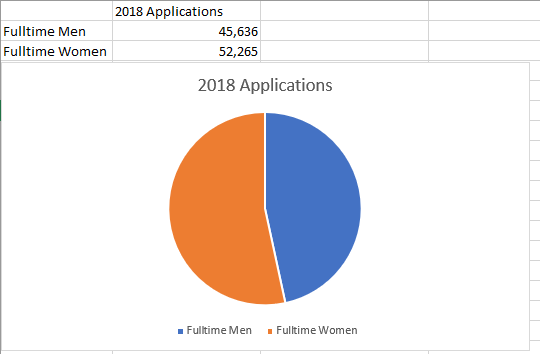 2018 Applications
Fulltime Men 45,636
Fulltime Women 52,265
2018 Applications
Fulltime Men Fulltime Women